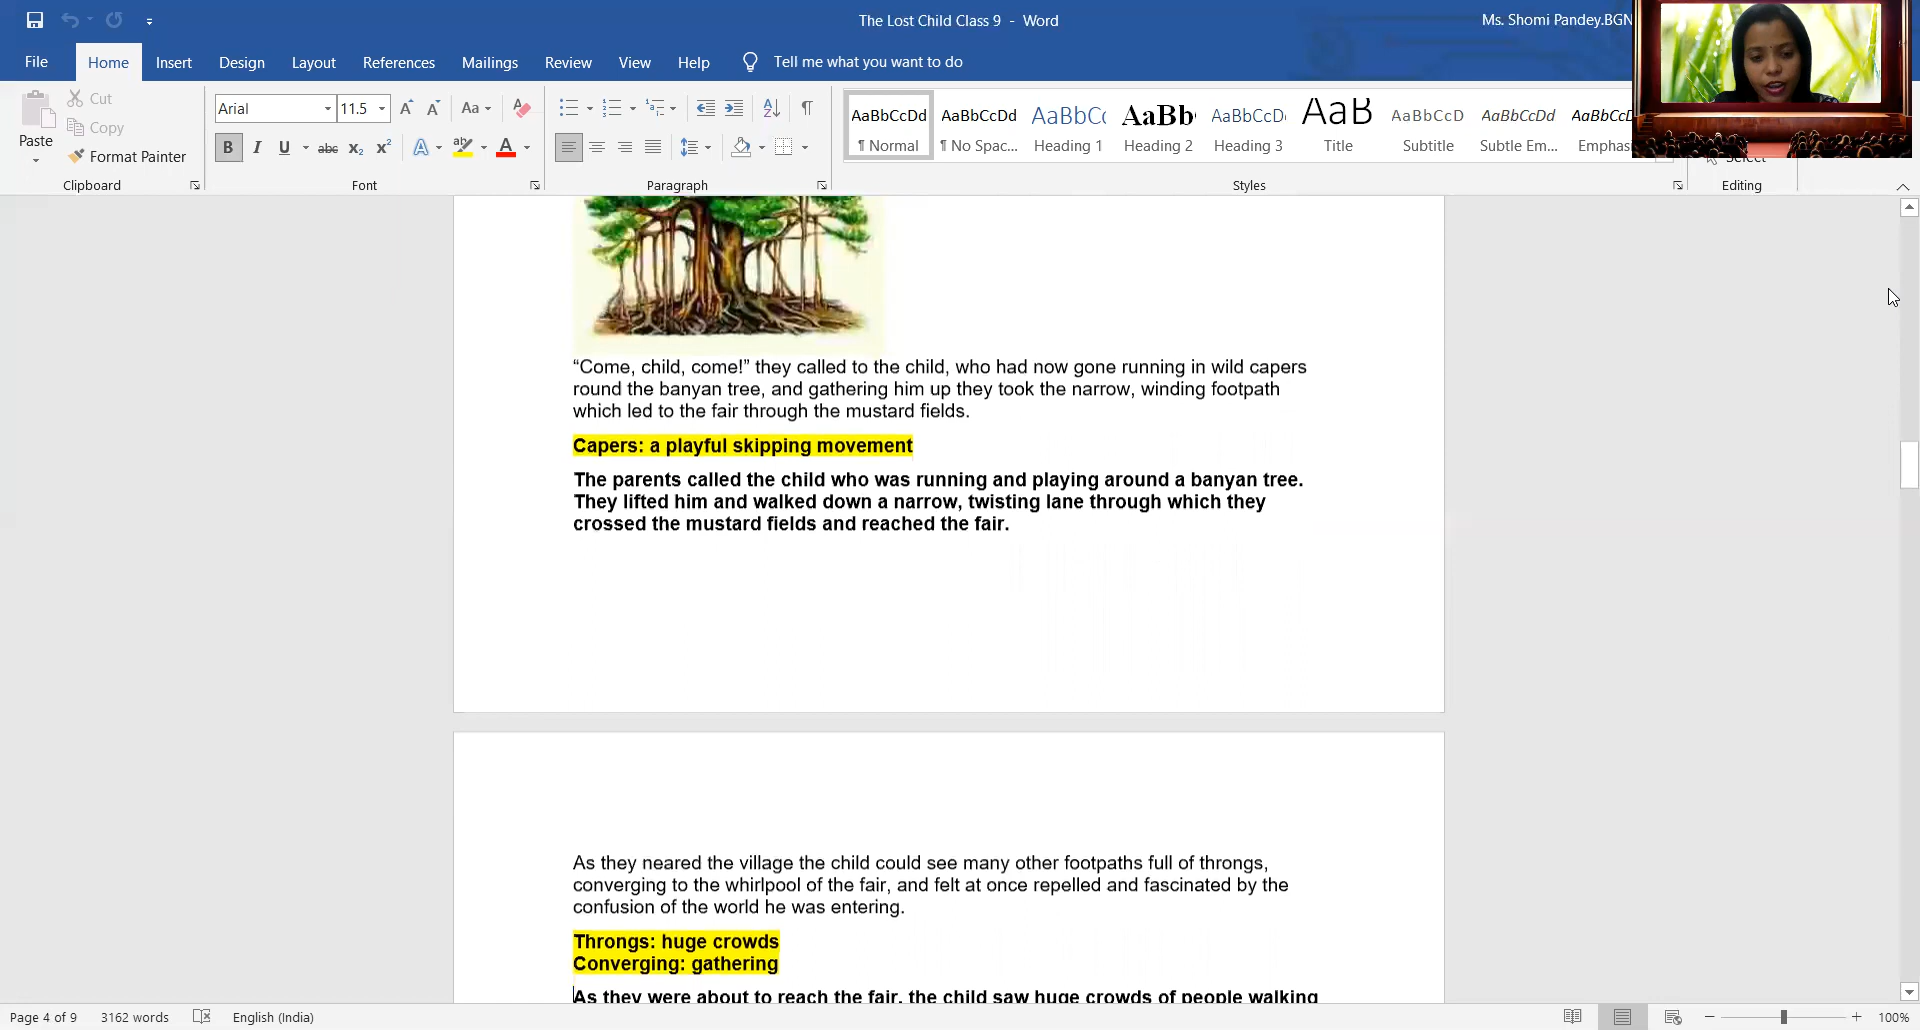 The Lost Child Class 9 - Word
Ms. Shomi Pandey.BGN
File Home Insert Design Layout References Mailings Review View Help Tell me what you want to do
Paste
Cut
Copy
Format Painter
Clipboard
Arial 11.5
Font
Paragraph
AaBbCcDd AaBbCcDd AaBbCc AaBb AaBbCcD AaB AaBbCcD AaBbCcDd AaBbCcD
¶ Normal ¶ No Spac... Heading 1 Heading 2 Heading 3 Title Subtitle Subtle Em... Emphas
Styles
Select
Editing
“Come, child, come!” they called to the child, who had now gone running in wild capers
round the banyan tree, and gathering him up they took the narrow, winding footpath
which led to the fair through the mustard fields.
Capers: a playful skipping movement
The parents called the child who was running and playing around a banyan tree.
They lifted him and walked down a narrow, twisting lane through which they
crossed the mustard fields and reached the fair.
As they neared the village the child could see many other footpaths full of throngs,
converging to the whirlpool of the fair, and felt at once repelled and fascinated by the
confusion of the world he was entering.
Throngs: huge crowds
Converging: gathering
As they were about to reach the fair, the child saw huge crowds of people walking
Page 4 of 9 3162 words English (India) 100%